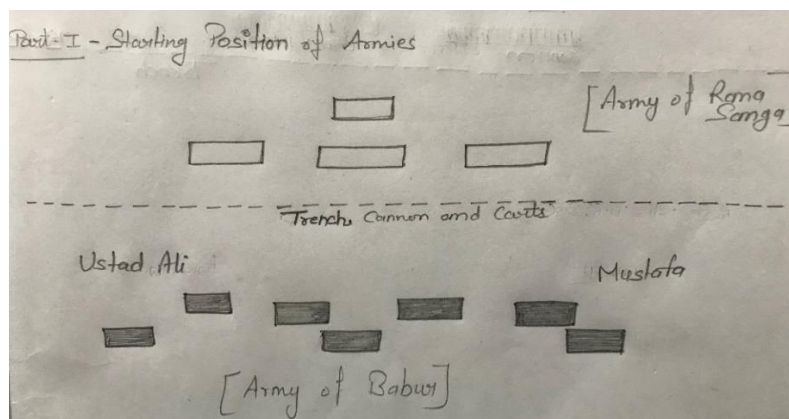 Part-I - Starting Position of Armies
[Army of Rana
Sanga
Trench, Cannon and Carts
Ustad Ali
Mustafa
[Army of Babur]